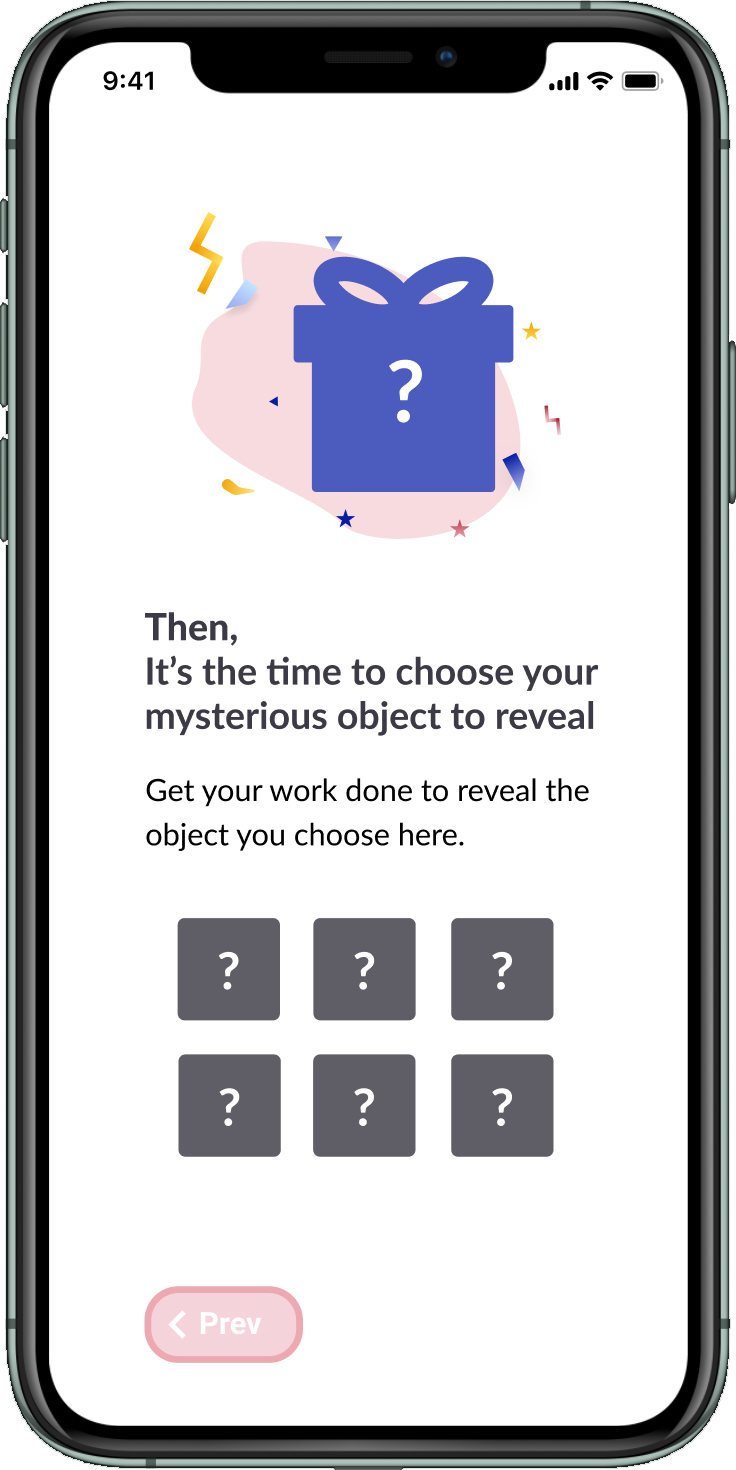 9:41
?
Then,
It’s the time to choose your
mysterious object to reveal
Get your work done to reveal the
object you choose here.
? ? ?
? ? ?
Prev